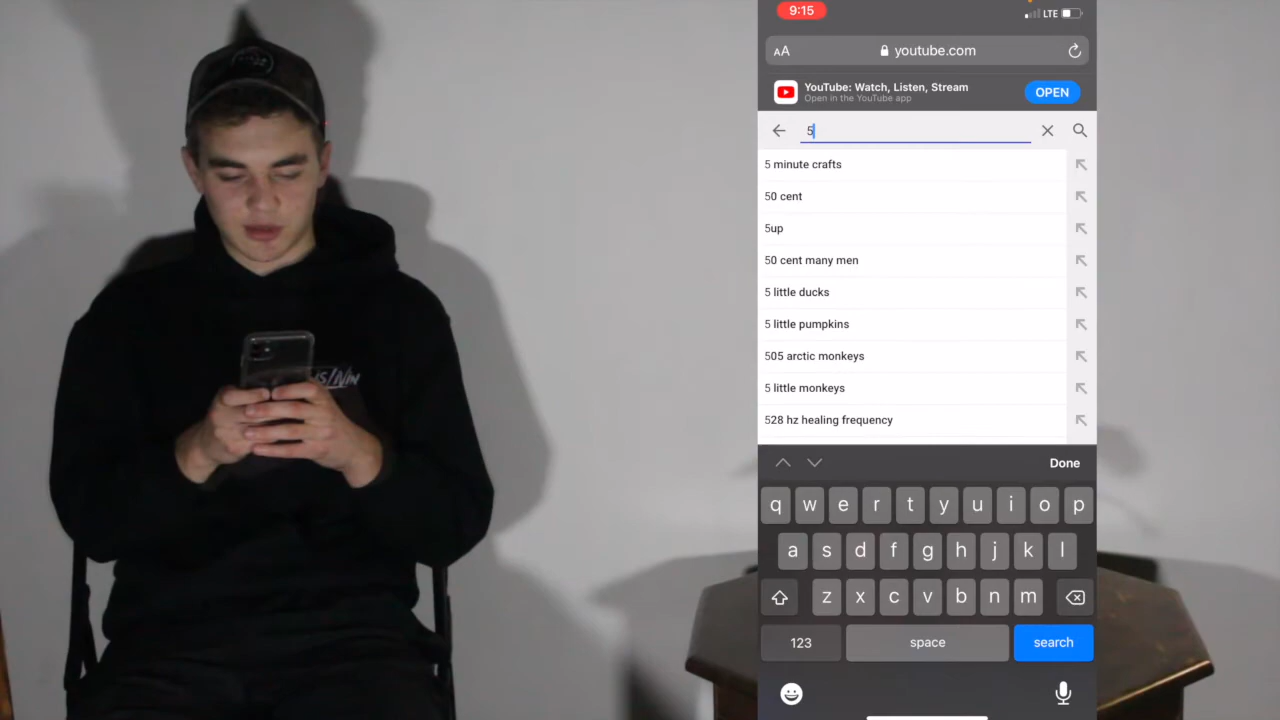 9:15
LTE
AA
youtube.com
YouTube: Watch, Listen, Stream
Open in the YouTube app
OPEN
5
5 minute crafts
50 cent
5up
50 cent many men
5 little ducks
5 little pumpkins
505 arctic monkeys
5 little monkeys
528 hz healing frequency
Done
q w e r t y u i o p
a s d f g h j k l
z x c v b n m
123 space search